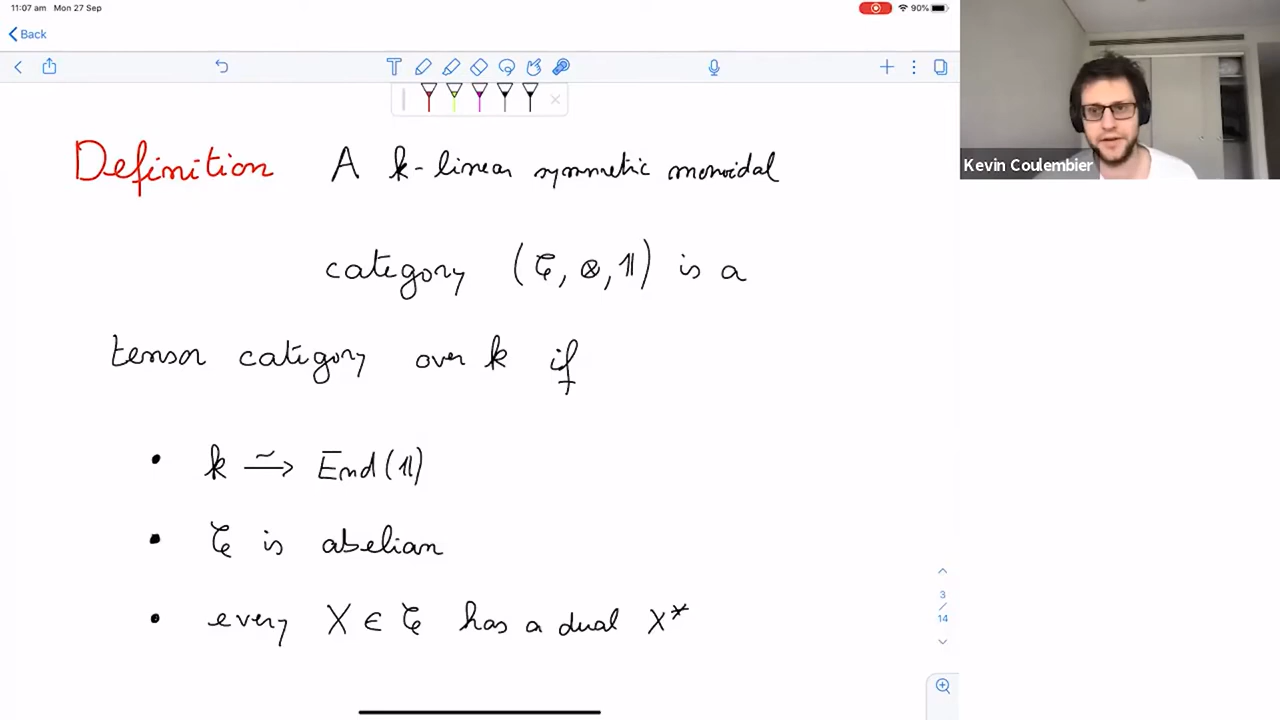 11:07 am Mon 27 Sep
90%
Back
Kevin Coulembier
Definition A k-linear symmetric monoidal
category (𝒞, ⊗, 𝟙) is a
tensor category over k if
• k ⥲ End(𝟙)
• 𝒞 is abelian
• every X ∈ 𝒞 has a dual X*
3
/
14